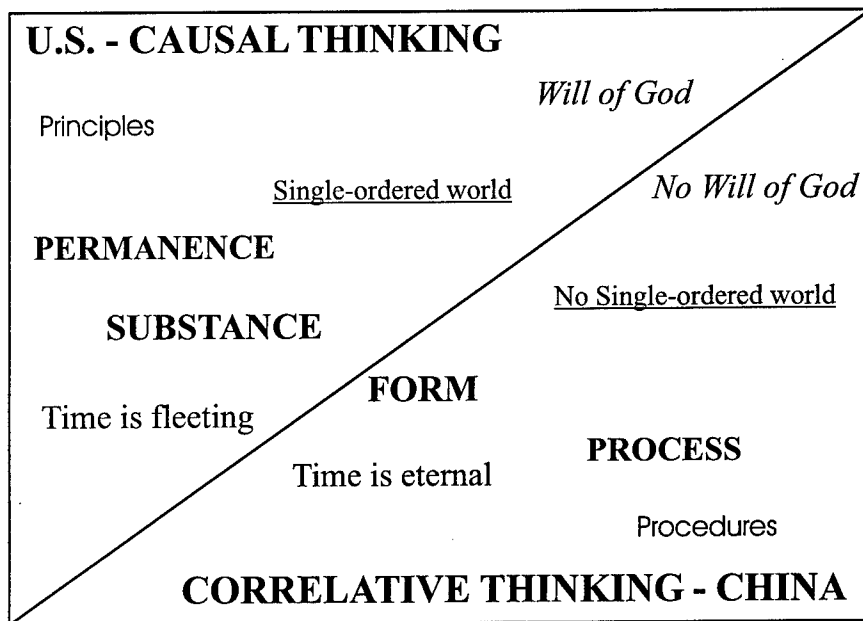 U.S. - CAUSAL THINKING
Will of God
Principles
Single-ordered world
No Will of God
PERMANENCE
No Single-ordered world
SUBSTANCE
FORM
Time is fleeting
PROCESS
Time is eternal
Procedures
CORRELATIVE THINKING - CHINA